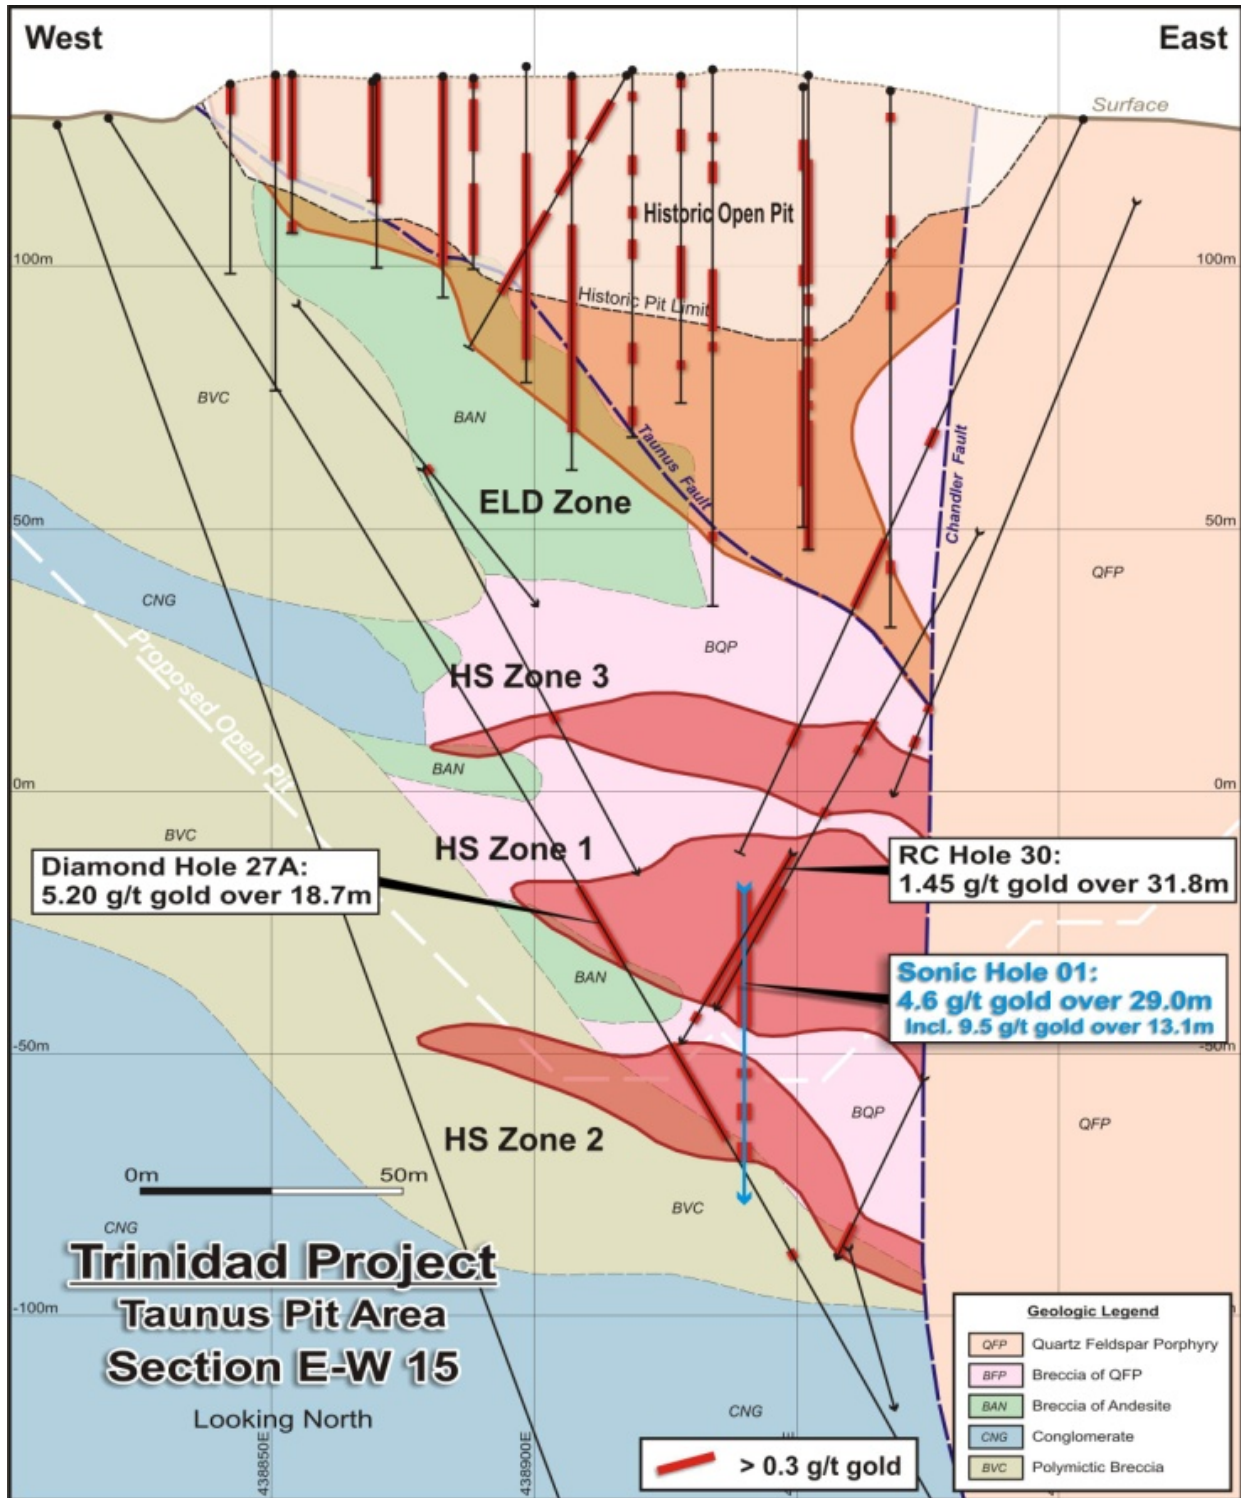 West
East
Surface
Historic Open Pit
100m
100m
Historic Pit Limit
BVC
BAN
Taunus Fault
Chandler Fault
ELD Zone
50m
50m
QFP
CNG
BQP
Proposed Open Pit
HS Zone 3
BAN
0m
0m
BVC
HS Zone 1
Diamond Hole 27A:
5.20 g/t gold over 18.7m
RC Hole 30:
1.45 g/t gold over 31.8m
BAN
Sonic Hole 01:
4.6 g/t gold over 29.0m
Incl. 9.5 g/t gold over 13.1m
-50m
-50m
BQP
QFP
HS Zone 2
0m
50m
BVC
CNG
Trinidad Project
Taunus Pit Area
Section E-W 15
Looking North
-100m
CNG
438850E
438900E
> 0.3 g/t gold
Geologic Legend
QFP Quartz Feldspar Porphyry
BFP Breccia of QFP
BAN Breccia of Andesite
CNG Conglomerate
BVC Polymictic Breccia